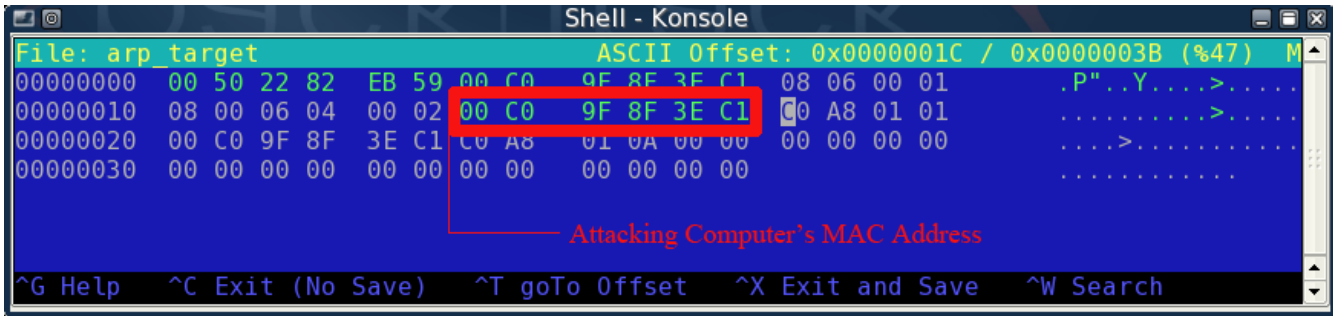 Shell - Konsole
File: arp_target ASCII Offset: 0x0000001C / 0x0000003B (%47) M
00000000 00 50 22 82 EB 59 00 C0 9F 8F 3E C1 08 06 00 01 .P"..Y....>.....
00000010 08 00 06 04 00 02 00 C0 9F 8F 3E C1 C0 A8 01 01 ..........>.....
00000020 00 C0 9F 8F 3E C1 C0 A8 01 0A 00 00 00 00 00 00 ....>...........
00000030 00 00 00 00 00 00 00 00 00 00 00 00 ............
Attacking Computer's MAC Address
^G Help ^C Exit (No Save) ^T goTo Offset ^X Exit and Save ^W Search